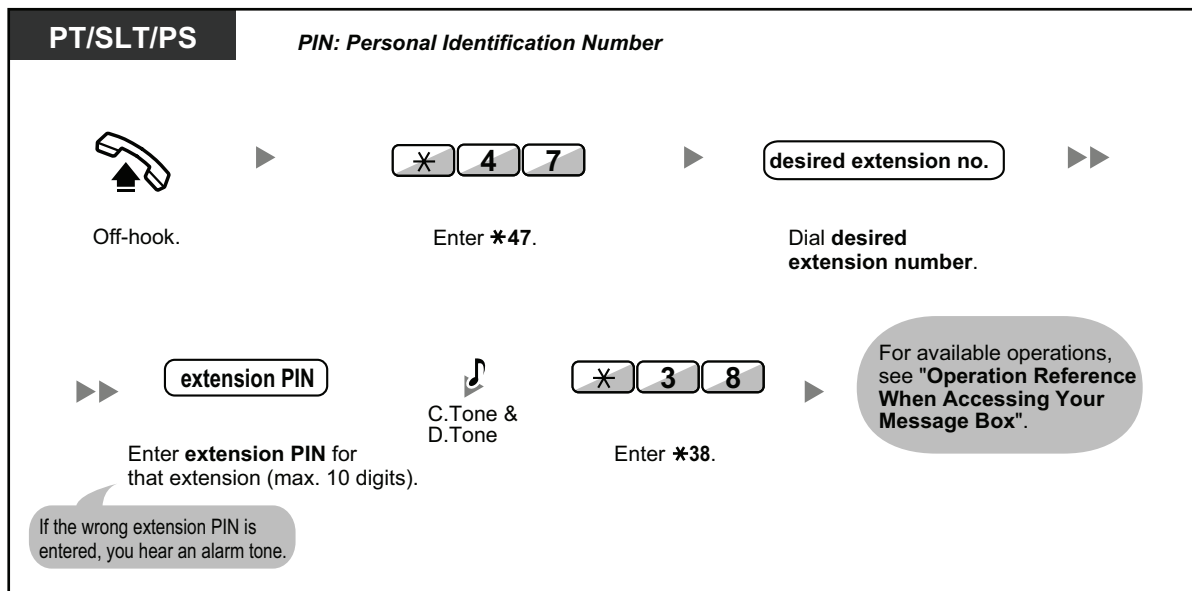 PT/SLT/PS
PIN: Personal Identification Number
* 4 7
desired extension no.
Off-hook.
Enter *47.
Dial desired
extension number.
extension PIN
C.Tone &
D.Tone
* 3 8
For available operations,
see "Operation Reference
When Accessing Your
Message Box".
Enter extension PIN for
that extension (max. 10 digits).
Enter *38.
If the wrong extension PIN is
entered, you hear an alarm tone.